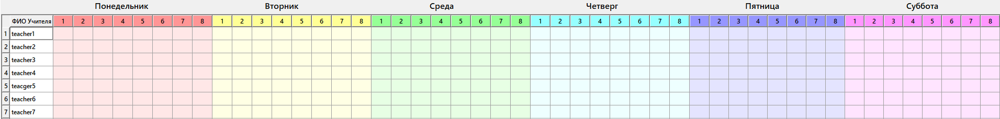 Понедельник Вторник Среда Четверг Пятница Суббота
ФИО Учителя 1 2 3 4 5 6 7 8 1 2 3 4 5 6 7 8 1 2 3 4 5 6 7 8 1 2 3 4 5 6 7 8 1 2 3 4 5 6 7 8 1 2 3 4 5 6 7 8
1 teacher1
2 teacher2
3 teacher3
4 teacher4
5 teacger5
6 teacher6
7 teacher7